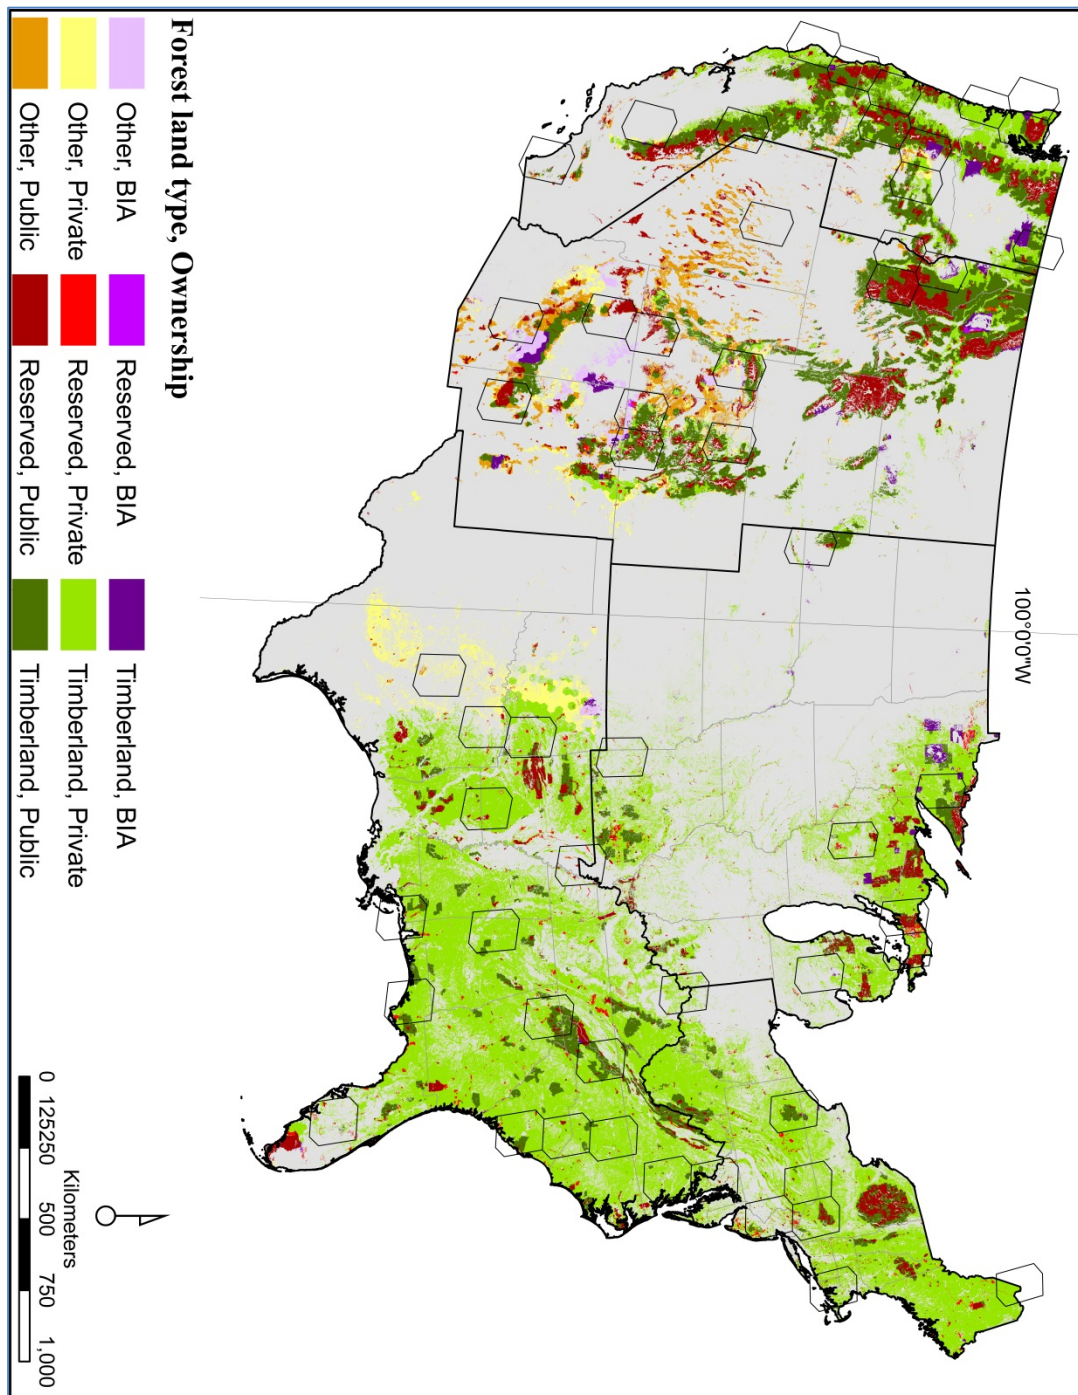 100°0'0"W
Forest land type, Ownership
Other, BIA
Reserved, BIA
Timberland, BIA
Other, Private
Reserved, Private
Timberland, Private
Other, Public
Reserved, Public
Timberland, Public
0 125250 500 750 1,000
Kilometers